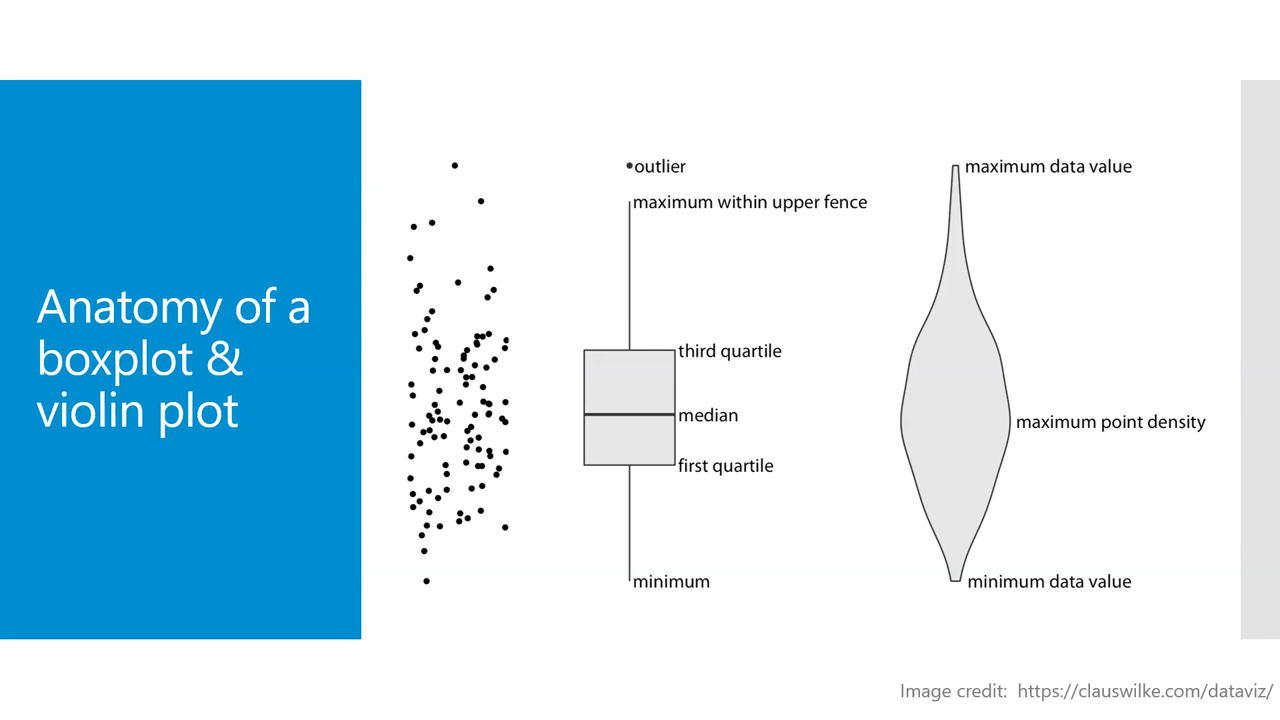 Anatomy of a
boxplot &
violin plot
outlier
maximum within upper fence
third quartile
median
first quartile
minimum
maximum data value
maximum point density
minimum data value
Image credit: https://clauswilke.com/dataviz/